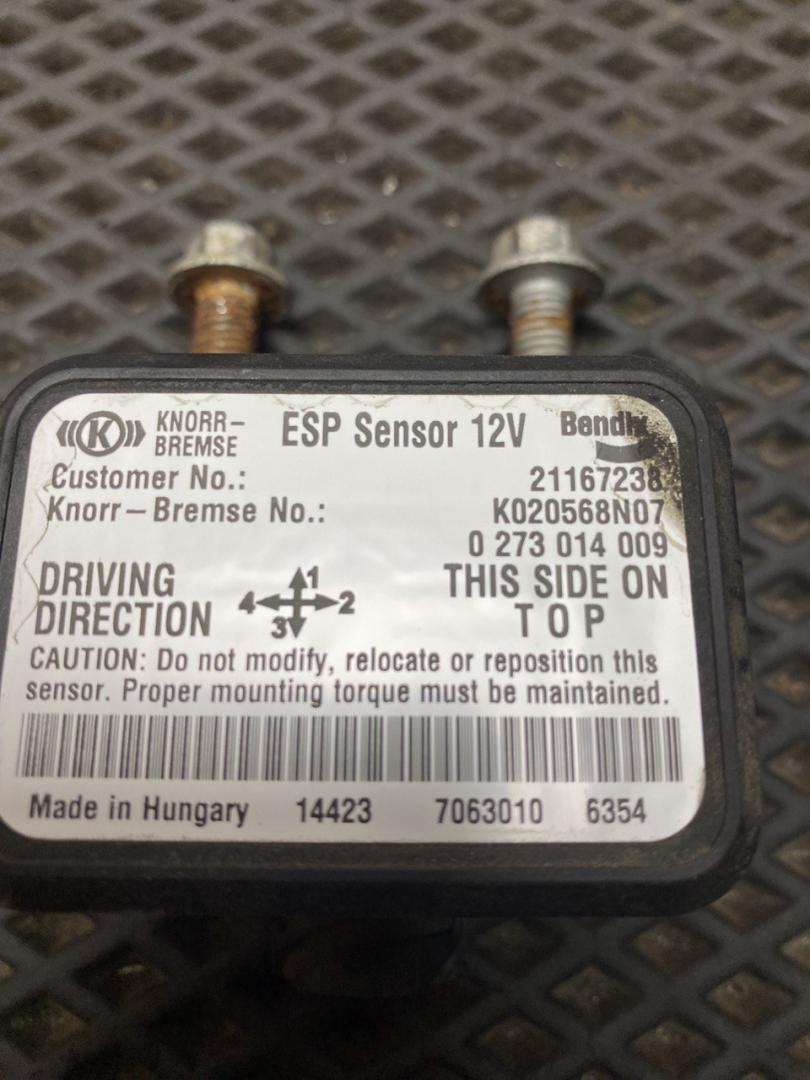 K KNORR-
BREMSE
ESP Sensor 12V
Bendix
Customer No.: 21167238
Knorr-Bremse No.: K020568N07
0 273 014 009
DRIVING
DIRECTION
1
4 2
3
THIS SIDE ON
TOP
CAUTION: Do not modify, relocate or reposition this
sensor. Proper mounting torque must be maintained.
Made in Hungary 14423 7063010 6354